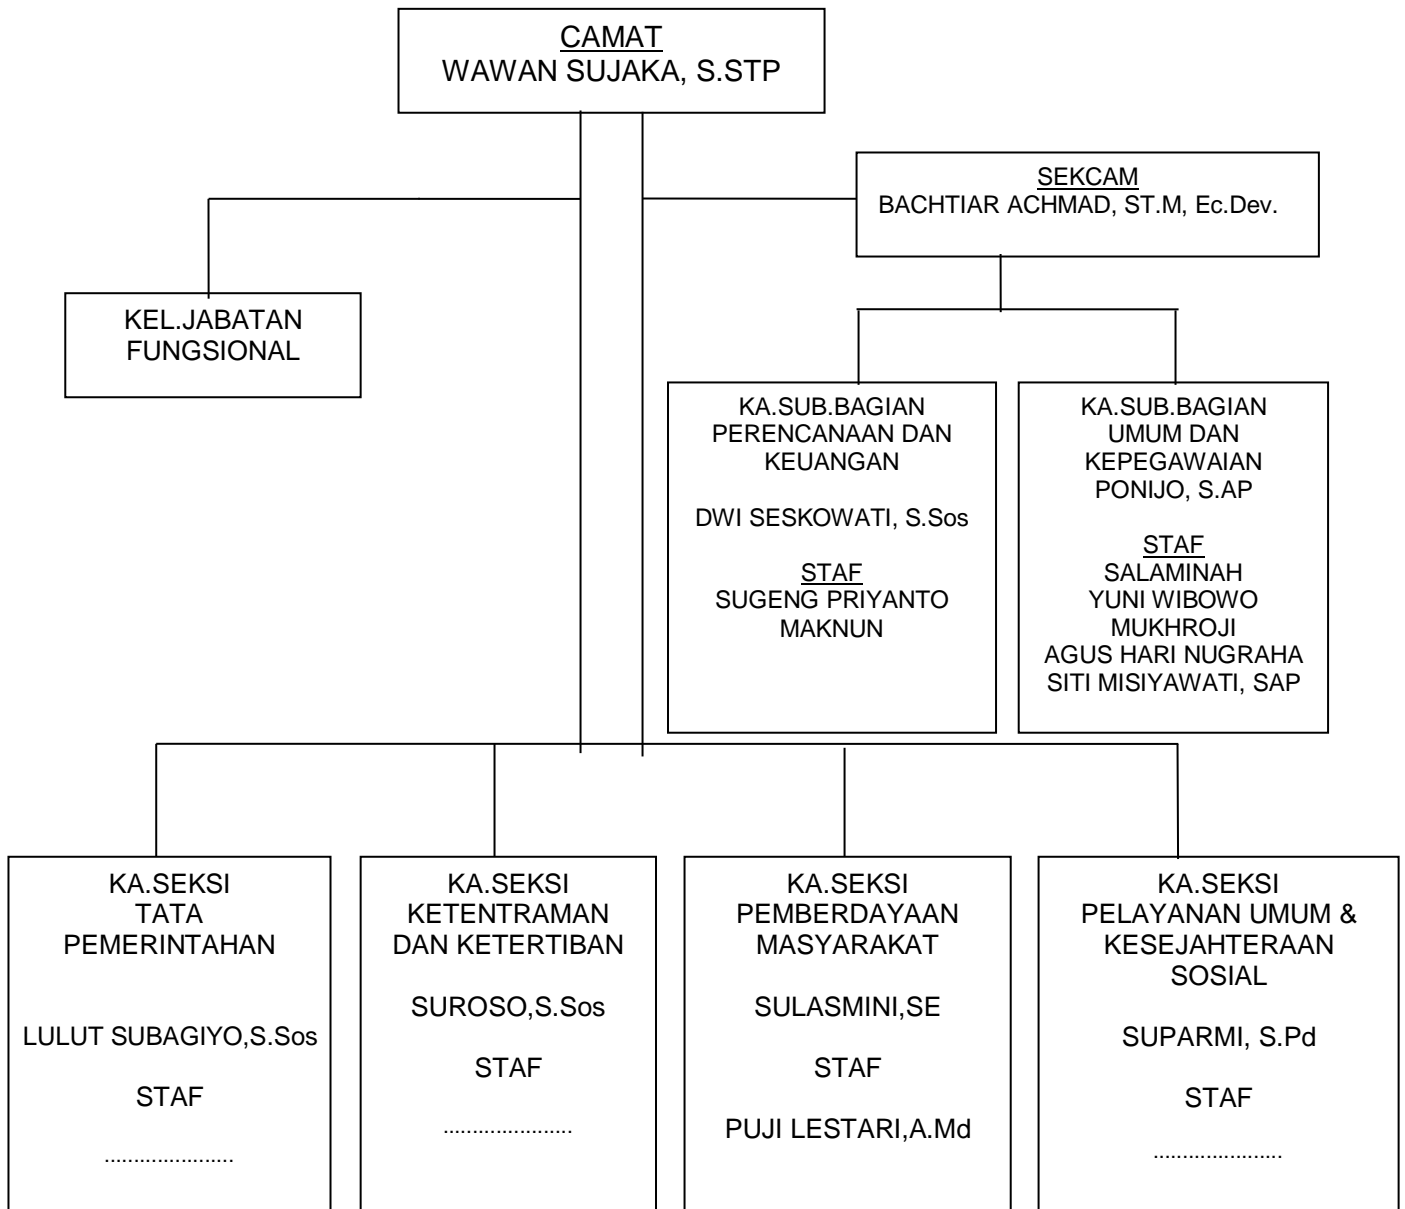 CAMAT
WAWAN SUJAKA, S.STP
SEKCAM
BACHTIAR ACHMAD, ST.M, Ec.Dev.
KEL.JABATAN
FUNGSIONAL
KA.SUB.BAGIAN
PERENCANAAN DAN
KEUANGAN
DWI SESKOWATI, S.Sos
STAF
SUGENG PRIYANTO
MAKNUN
KA.SUB.BAGIAN
UMUM DAN
KEPEGAWAIAN
PONIJO, S.AP
STAF
SALAMINAH
YUNI WIBOWO
MUKHROJI
AGUS HARI NUGRAHA
SITI MISIYAWATI, SAP
KA.SEKSI
TATA
PEMERINTAHAN
LULUT SUBAGIYO,S.Sos
STAF
......................
KA.SEKSI
KETENTRAMAN
DAN KETERTIBAN
SUROSO,S.Sos
STAF
......................
KA.SEKSI
PEMBERDAYAAN
MASYARAKAT
SULASMINI,SE
STAF
PUJI LESTARI,A.Md
KA.SEKSI
PELAYANAN UMUM &
KESEJAHTERAAN
SOSIAL
SUPARMI, S.Pd
STAF
......................